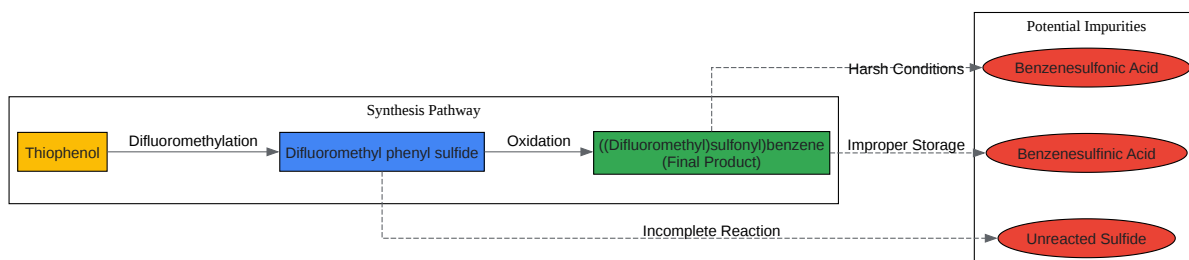 Potential Impurities
Harsh Conditions
Benzenesulfonic Acid
Synthesis Pathway
Thiophenol
Difluoromethylation
Difluoromethyl phenyl sulfide
Oxidation
((Difluoromethyl)sulfonyl)benzene
(Final Product)
Improper Storage
Benzenesulfinic Acid
Incomplete Reaction
Unreacted Sulfide